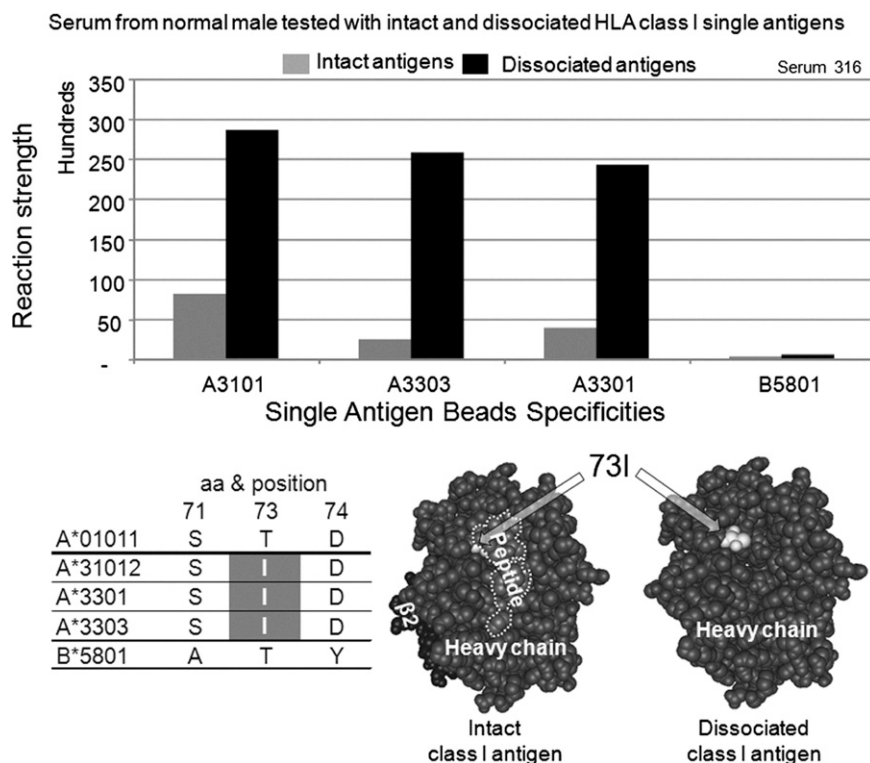 Serum from normal male tested with intact and dissociated HLA class I single antigens
Intact antigens Dissociated antigens Serum 316
Reaction strength
Hundreds
350
300
250
200
150
100
50
-
A3101 A3303 A3301 B5801
Single Antigen Beads Specificities
aa & position
71 73 74
A*01011 S T D
A*31012 S I D
A*3301 S I D
A*3303 S I D
B*5801 A T Y
73I
Peptide
β2
Heavy chain
Heavy chain
Intact
class I antigen
Dissociated
class I antigen